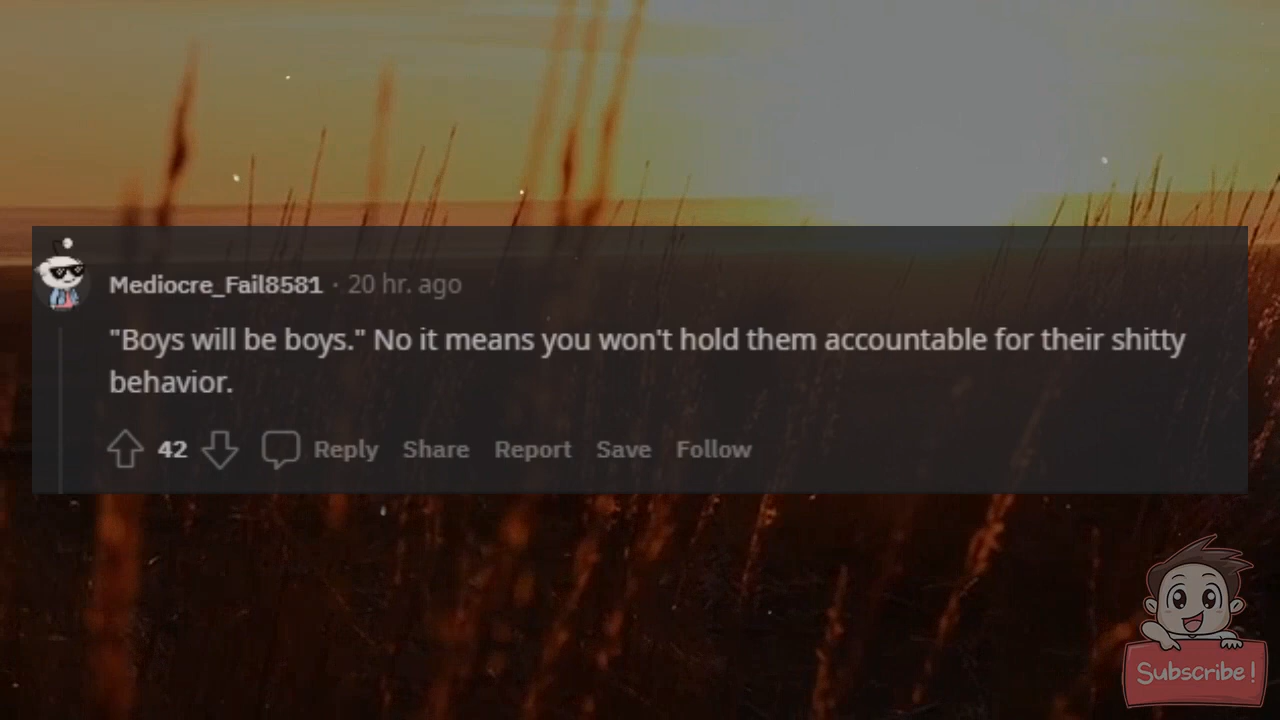 Mediocre_Fail8581 · 20 hr. ago
"Boys will be boys." No it means you won't hold them accountable for their shitty
behavior.
42 Reply Share Report Save Follow
Subscribe!